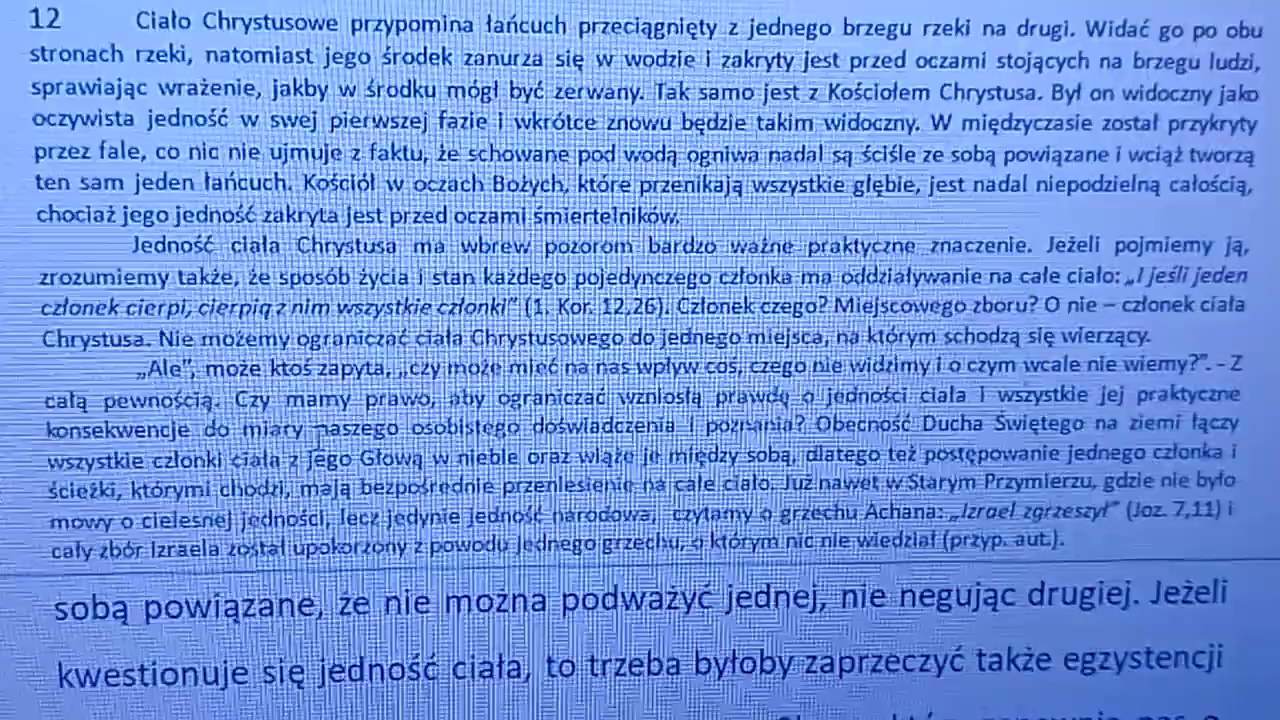 12 Ciało Chrystusowe przypomina łańcuch przeciągnięty z jednego brzegu rzeki na drugi. Widać go po obu
stronach rzeki, natomiast jego środek zanurza się w wodzie i zakryty jest przed oczami stojących na brzegu ludzi,
sprawiając wrażenie, jakby w środku mógł być zerwany. Tak samo jest z Kościołem Chrystusa. Był on widoczny jako
oczywista jedność w swej pierwszej fazie i wkrótce znowu będzie takim widoczny. W międzyczasie został przykryty
przez fale, co nic nie ujmuje z faktu, że schowane pod wodą ogniwa nadal są ściśle ze sobą powiązane i wciąż tworzą
ten sam jeden łańcuch. Kościół w oczach Bożych, które przenikają wszystkie głębie, jest nadal niepodzielną całością,
chociaż jego jedność zakryta jest przed oczami śmiertelników.
Jedność ciała Chrystusa ma wbrew pozorom bardzo ważne praktyczne znaczenie. Jeżeli pojmiemy ją,
zrozumiemy także, że sposób życia i stan każdego pojedynczego członka ma oddziaływanie na całe ciało: „I jeśli jeden
członek cierpi, cierpią z nim wszystkie członki" (1. Kor. 12,26). Członek czego? Miejscowego zboru? O nie – członek ciała
Chrystusa. Nie możemy ograniczać ciała Chrystusowego do jednego miejsca, na którym schodzą się wierzący.
„Ale", może ktoś zapyta, „czy może mieć na nas wpływ coś, czego nie widzimy i o czym wcale nie wiemy?". - Z
całą pewnością. Czy mamy prawo, aby ograniczać wzniosłą prawdę o jedności ciała i wszystkie jej praktyczne
konsekwencje do miary naszego osobistego doświadczenia i poznania? Obecność Ducha Świętego na ziemi łączy
wszystkie członki ciała z jego Głową w niebie oraz wiąże je między sobą, dlatego też postępowanie jednego członka i
ścieżki, którymi chodzi, mają bezpośrednie przeniesienie na całe ciało. Już nawet w Starym Przymierzu, gdzie nie było
mowy o cielesnej jedności, lecz jedynie jedność narodowa, czytamy o grzechu Achana: „Izrael zgrzeszył" (Joz. 7,11) i
cały zbór Izraela został upokorzony z powodu jednego grzechu, o którym nic nie wiedział (przyp. aut.).
sobą powiązane, że nie można podważyć jednej, nie negując drugiej. Jeżeli
kwestionuje się jedność ciała, to trzeba byłoby zaprzeczyć także egzystencji